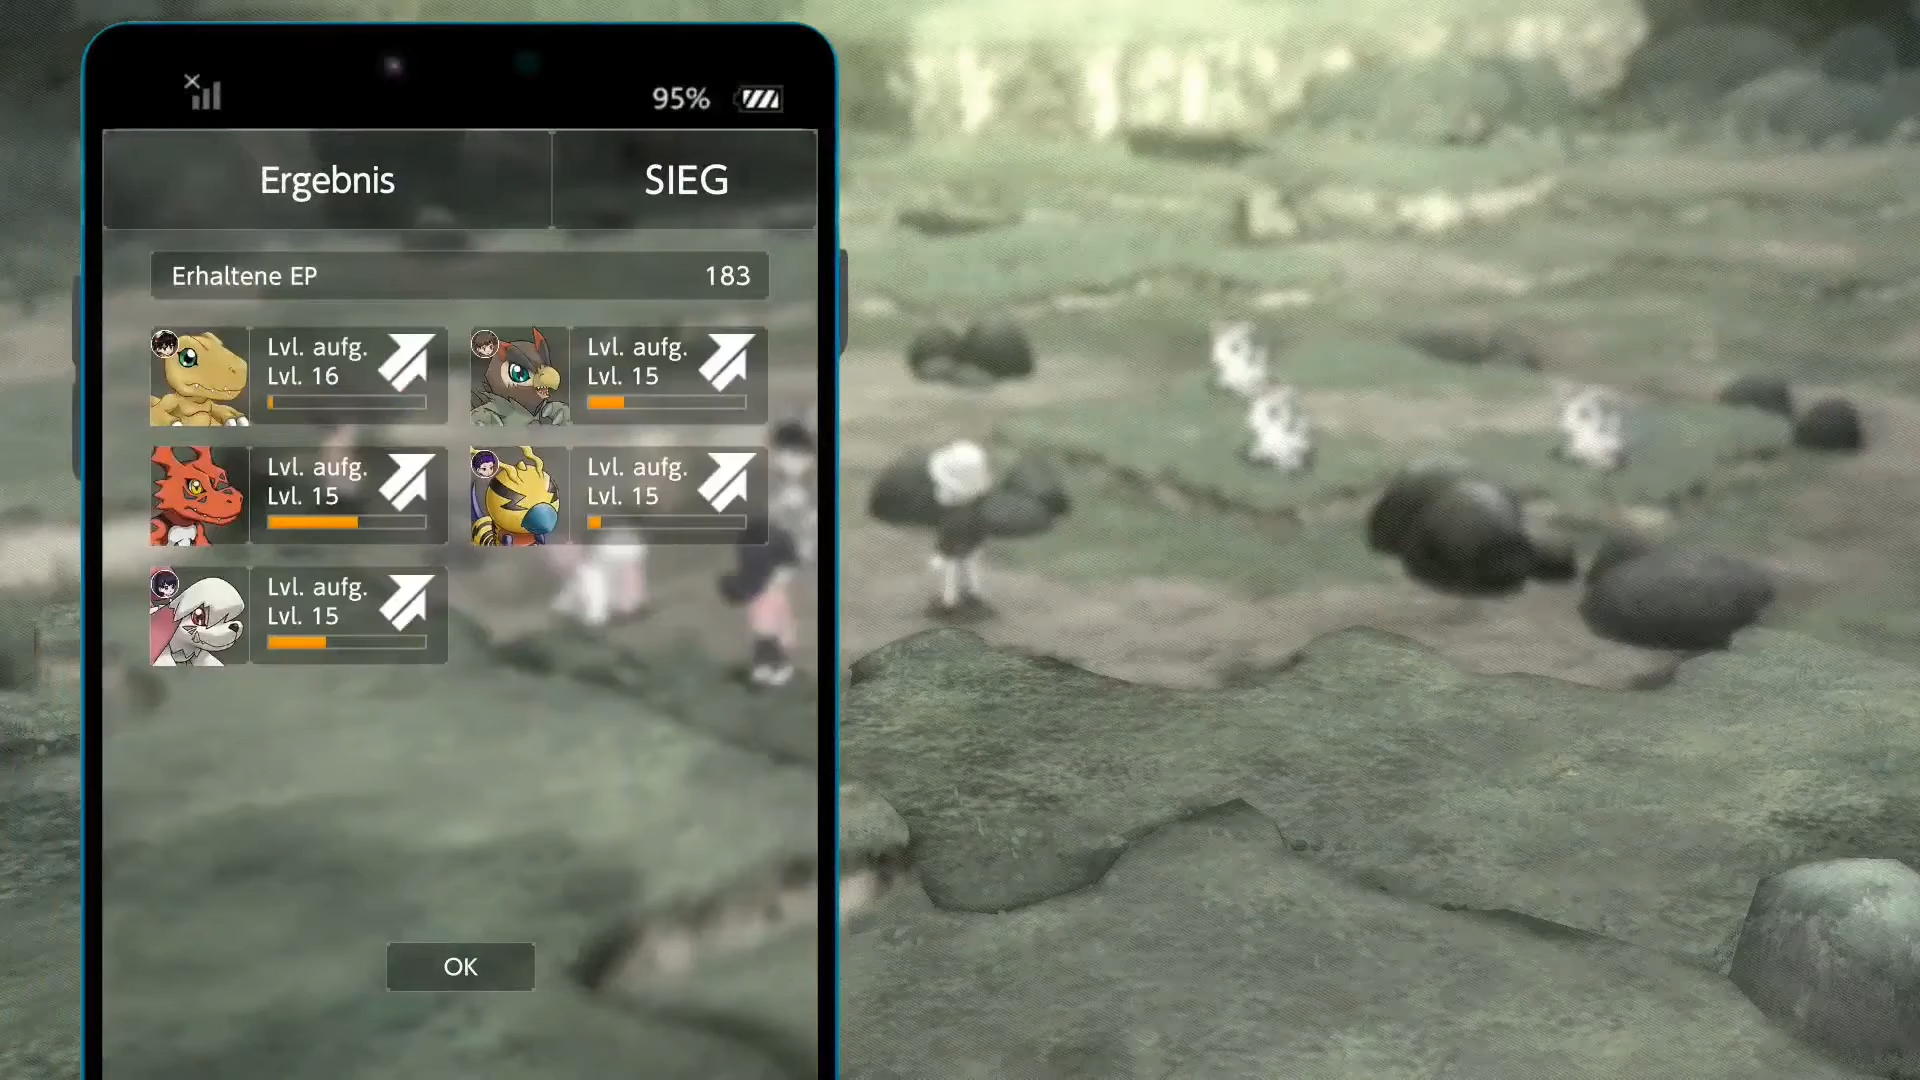 95%
Ergebnis
SIEG
Erhaltene EP 183
Lvl. aufg.
Lvl. 16
Lvl. aufg.
Lvl. 15
Lvl. aufg.
Lvl. 15
Lvl. aufg.
Lvl. 15
Lvl. aufg.
Lvl. 15
OK